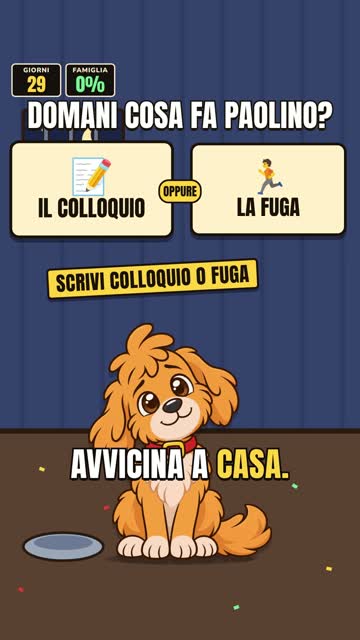 GIORNI
29
FAMIGLIA
0%
DOMANI COSA FA PAOLINO?
IL COLLOQUIO
OPPURE
LA FUGA
SCRIVI COLLOQUIO O FUGA
AVVICINA A CASA.